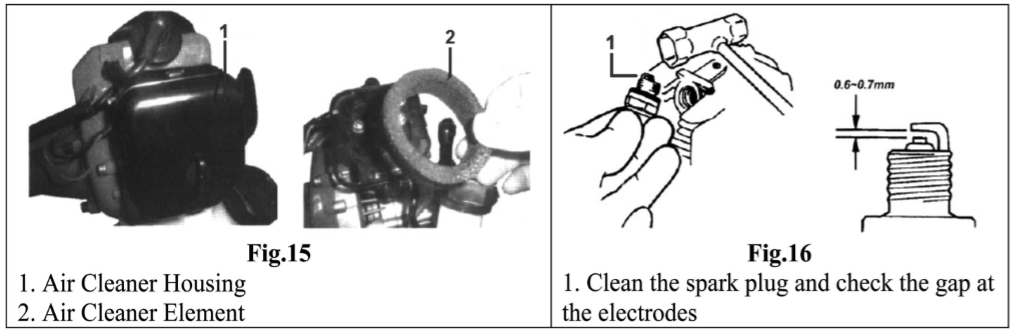 1
2
Fig.15
1. Air Cleaner Housing
2. Air Cleaner Element
1
0.6~0.7mm
Fig.16
1. Clean the spark plug and check the gap at
the electrodes